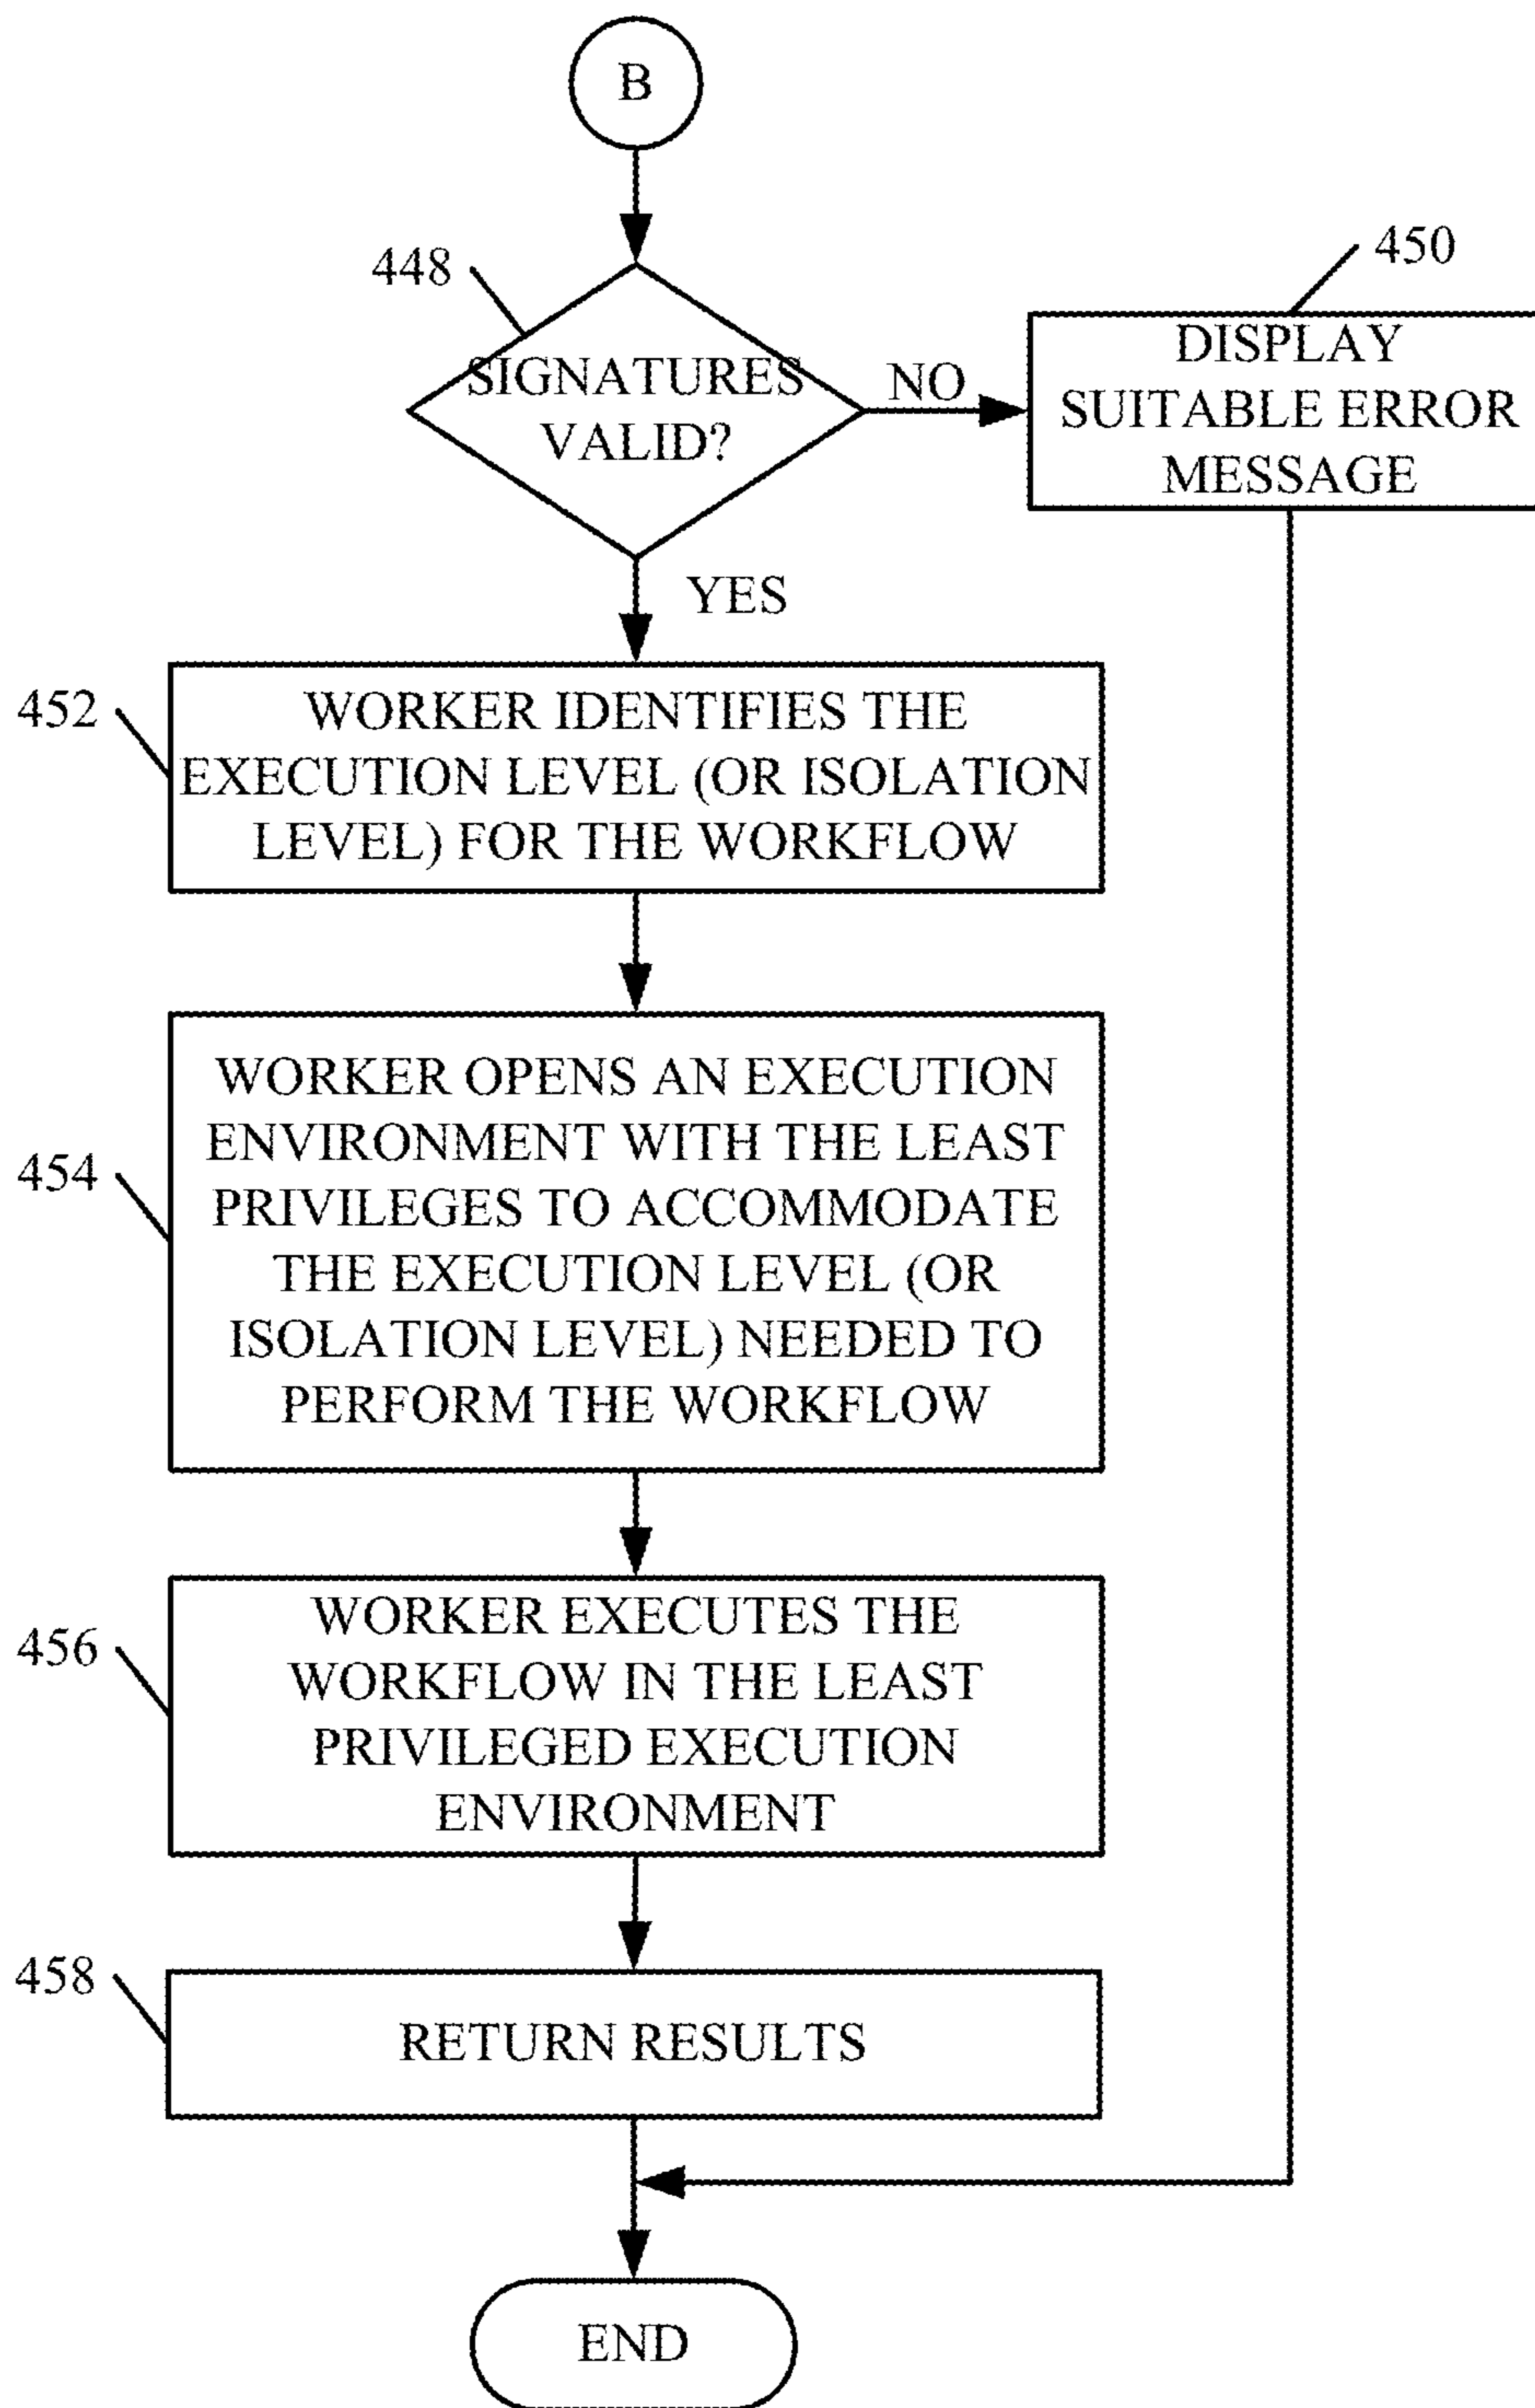 B
448
SIGNATURES
VALID?
NO
450
DISPLAY
SUITABLE ERROR
MESSAGE
YES
452
WORKER IDENTIFIES THE
EXECUTION LEVEL (OR ISOLATION
LEVEL) FOR THE WORKFLOW
454
WORKER OPENS AN EXECUTION
ENVIRONMENT WITH THE LEAST
PRIVILEGES TO ACCOMMODATE
THE EXECUTION LEVEL (OR
ISOLATION LEVEL) NEEDED TO
PERFORM THE WORKFLOW
456
WORKER EXECUTES THE
WORKFLOW IN THE LEAST
PRIVILEGED EXECUTION
ENVIRONMENT
458
RETURN RESULTS
END